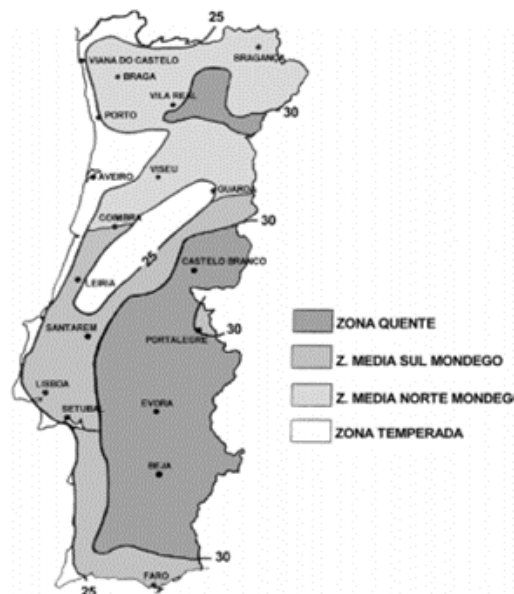 25
BRAGANÇA
VIANA DO CASTELO
BRAGA
VILA REAL
30
PORTO
AVEIRO
VISEU
GUARDA
COIMBRA
30
25
CASTELO BRANCO
LEIRIA
ZONA QUENTE
SANTAREM
30
PORTALEGRE
Z. MEDIA SUL MONDEGO
LISBOA
Z. MEDIA NORTE MONDEG
SETUBAL
EVORA
ZONA TEMPERADA
BEJA
30
FARO
25